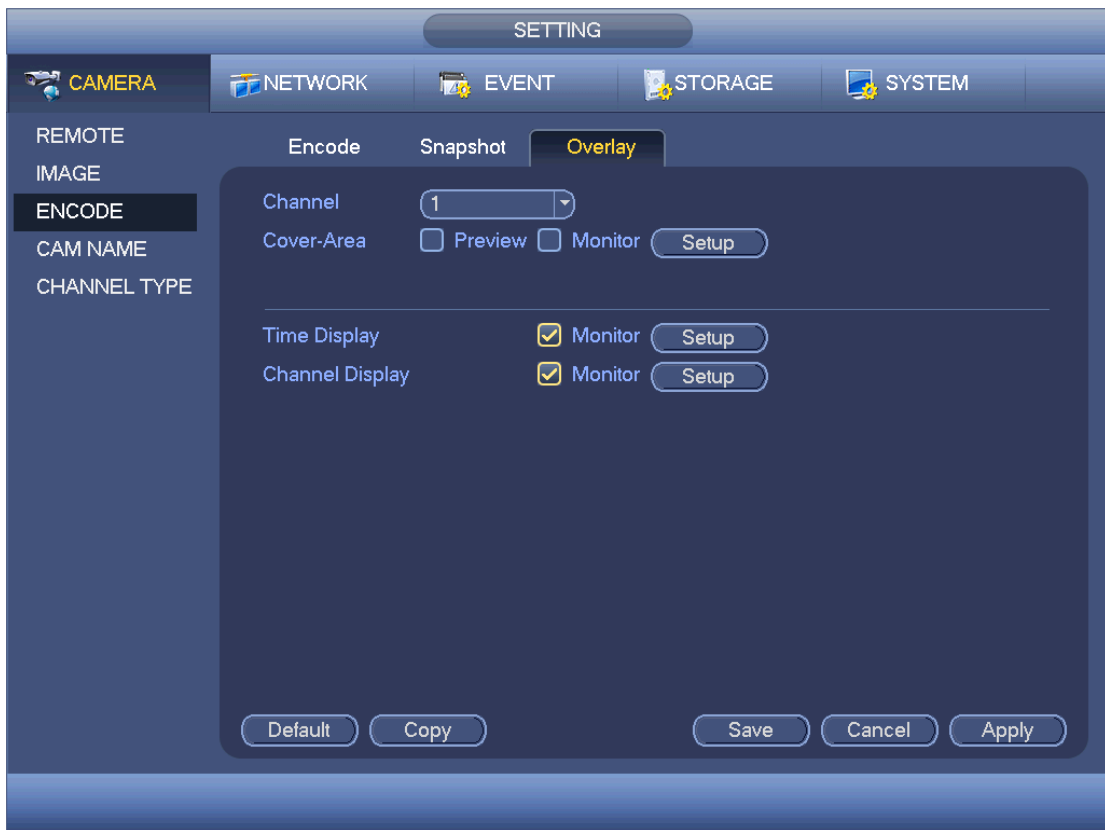 SETTING
CAMERA NETWORK EVENT STORAGE SYSTEM
REMOTE
IMAGE
ENCODE
CAM NAME
CHANNEL TYPE
Encode Snapshot Overlay
Channel 1
Cover-Area Preview Monitor Setup
Time Display Monitor Setup
Channel Display Monitor Setup
Default Copy Save Cancel Apply